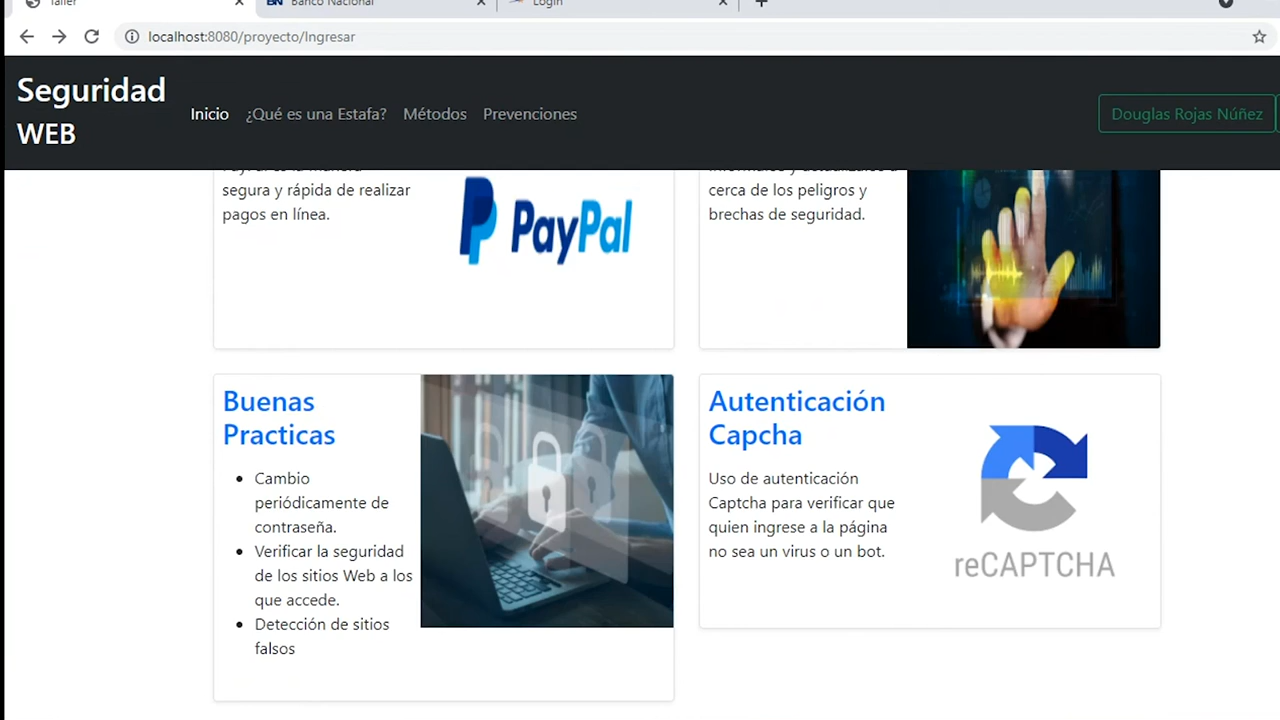 Taller
Banco Nacional
Login
localhost:8080/proyecto/Ingresar
Seguridad
WEB
Inicio
¿Qué es una Estafa?
Métodos
Prevenciones
Douglas Rojas Núñez
segura y rápida de realizar
pagos en línea.
PayPal
cerca de los peligros y
brechas de seguridad.
Buenas
Practicas
Cambio
periódicamente de
contraseña.
Verificar la seguridad
de los sitios Web a los
que accede.
Detección de sitios
falsos
Autenticación
Capcha
Uso de autenticación
Captcha para verificar que
quien ingrese a la página
no sea un virus o un bot.
reCAPTCHA